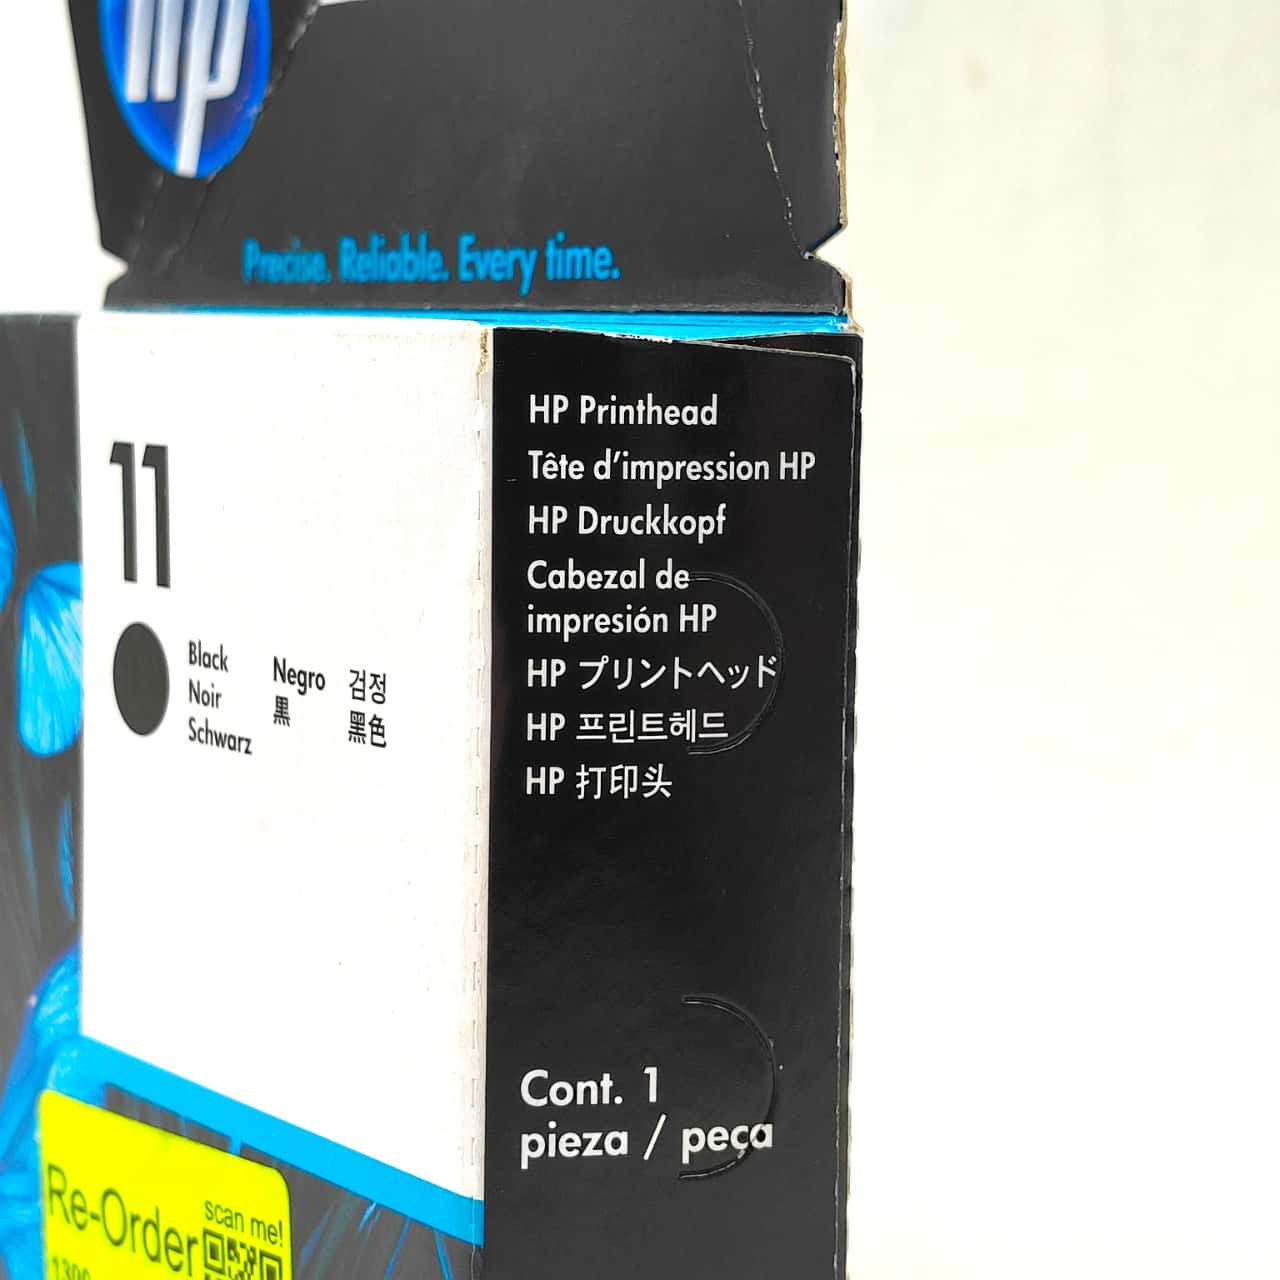 hp
Precise. Reliable. Every time.
11
Black
Noir
Schwarz
Negro
黒
검정
黑色
HP Printhead
Tête d’impression HP
HP Druckkopf
Cabezal de
impresión HP
HP プリントヘッド
HP 프린트헤드
HP 打印头
Cont. 1
pieza / peça
Re-Order
scan me!